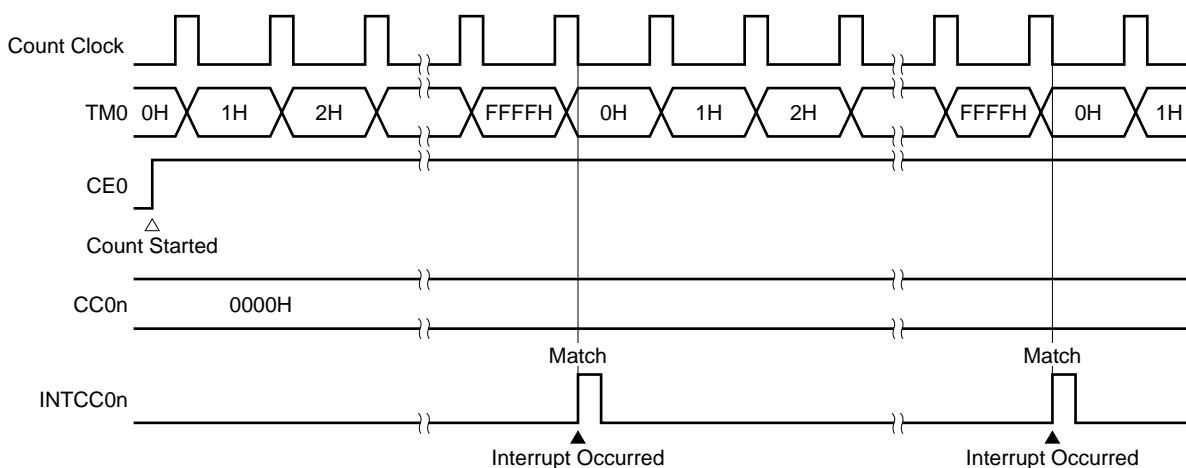 Count Clock
TM0 0H 1H 2H FFFFH 0H 1H 2H FFFFH 0H 1H
CE0
Count Started
CC0n 0000H
Match Match
INTCC0n
Interrupt Occurred Interrupt Occurred